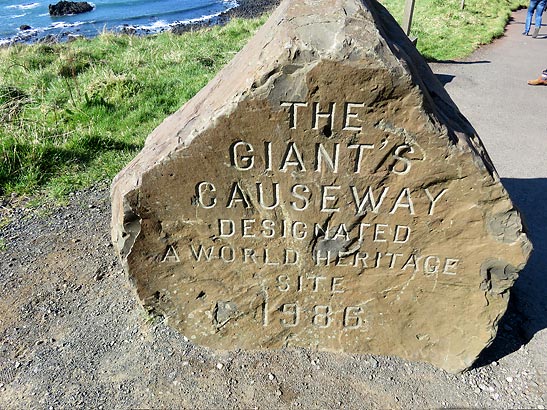 THE
GIANT'S
CAUSEWAY
DESIGNATED
A WORLD HERITAGE
SITE
1986